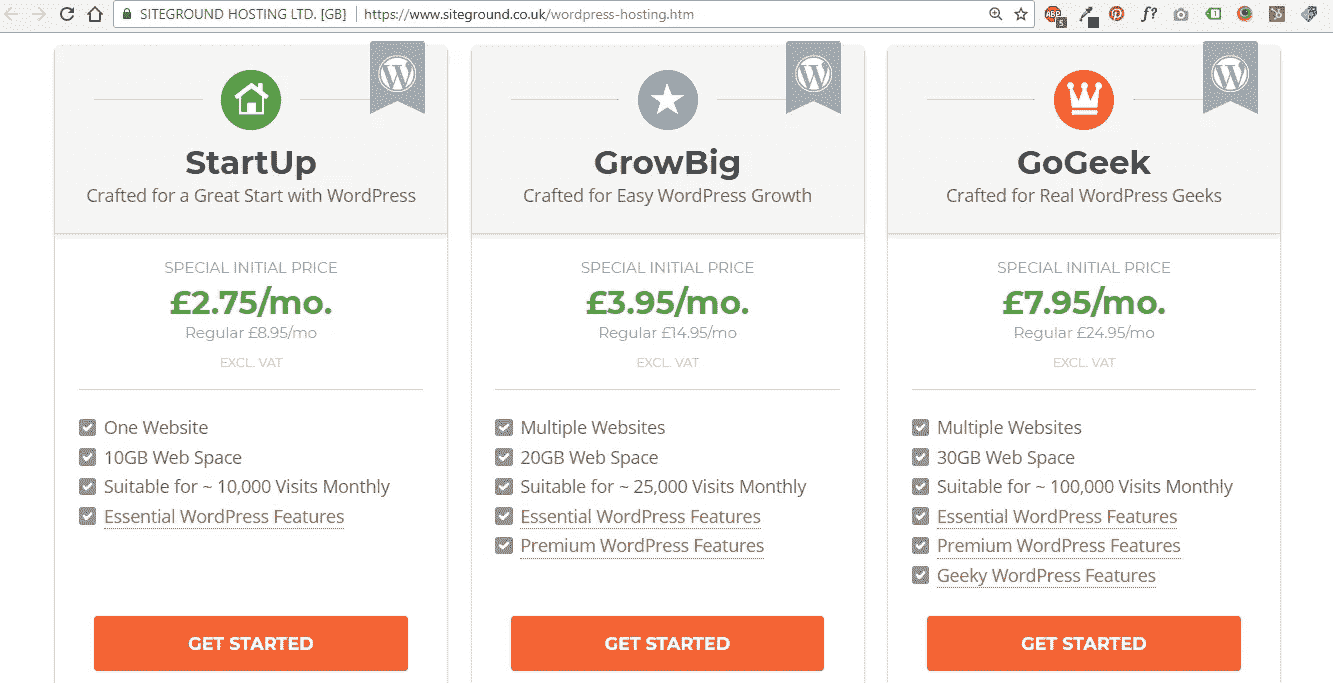 SITEGROUND HOSTING LTD. [GB] https://www.siteground.co.uk/wordpress-hosting.htm
StartUp
Crafted for a Great Start with WordPress
SPECIAL INITIAL PRICE
£2.75/mo.
Regular £8.95/mo
EXCL. VAT
One Website
10GB Web Space
Suitable for ~ 10,000 Visits Monthly
Essential WordPress Features
GET STARTED
GrowBig
Crafted for Easy WordPress Growth
SPECIAL INITIAL PRICE
£3.95/mo.
Regular £14.95/mo
EXCL. VAT
Multiple Websites
20GB Web Space
Suitable for ~ 25,000 Visits Monthly
Essential WordPress Features
Premium WordPress Features
GET STARTED
GoGeek
Crafted for Real WordPress Geeks
SPECIAL INITIAL PRICE
£7.95/mo.
Regular £24.95/mo
EXCL. VAT
Multiple Websites
30GB Web Space
Suitable for ~ 100,000 Visits Monthly
Essential WordPress Features
Premium WordPress Features
Geeky WordPress Features
GET STARTED